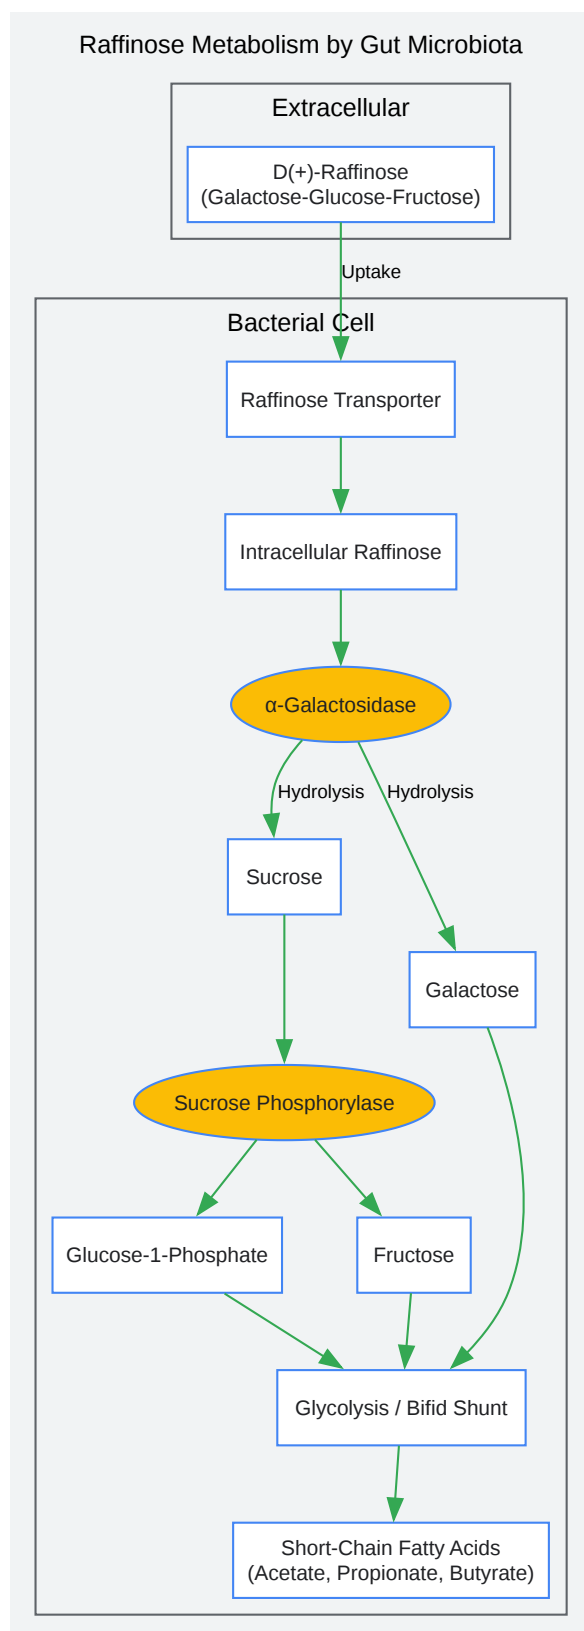 Raffinose Metabolism by Gut Microbiota
Extracellular
D(+)-Raffinose
(Galactose-Glucose-Fructose)
Uptake
Bacterial Cell
Raffinose Transporter
Intracellular Raffinose
α-Galactosidase
Hydrolysis
Hydrolysis
Sucrose
Galactose
Sucrose Phosphorylase
Glucose-1-Phosphate
Fructose
Glycolysis / Bifid Shunt
Short-Chain Fatty Acids
(Acetate, Propionate, Butyrate)